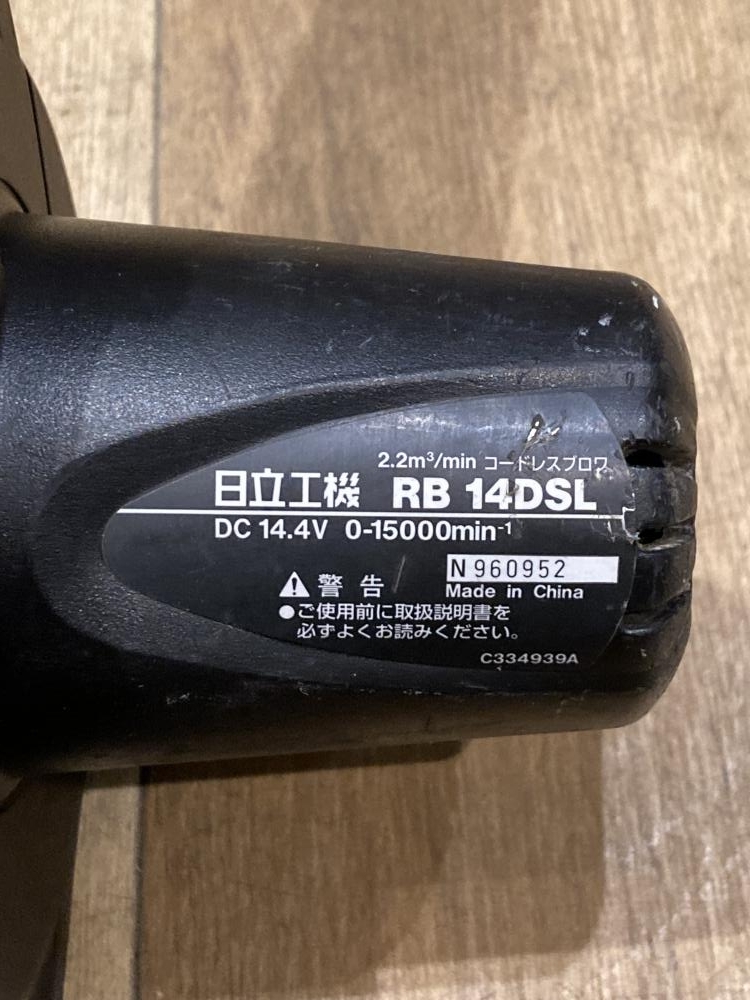 2.2m³/min コードレスブロワ
日立工機 RB 14DSL
DC 14.4V 0-15000min⁻¹
N 960952
警告 Made in China
●ご使用前に取扱説明書を
必ずよくお読みください。
C334939A